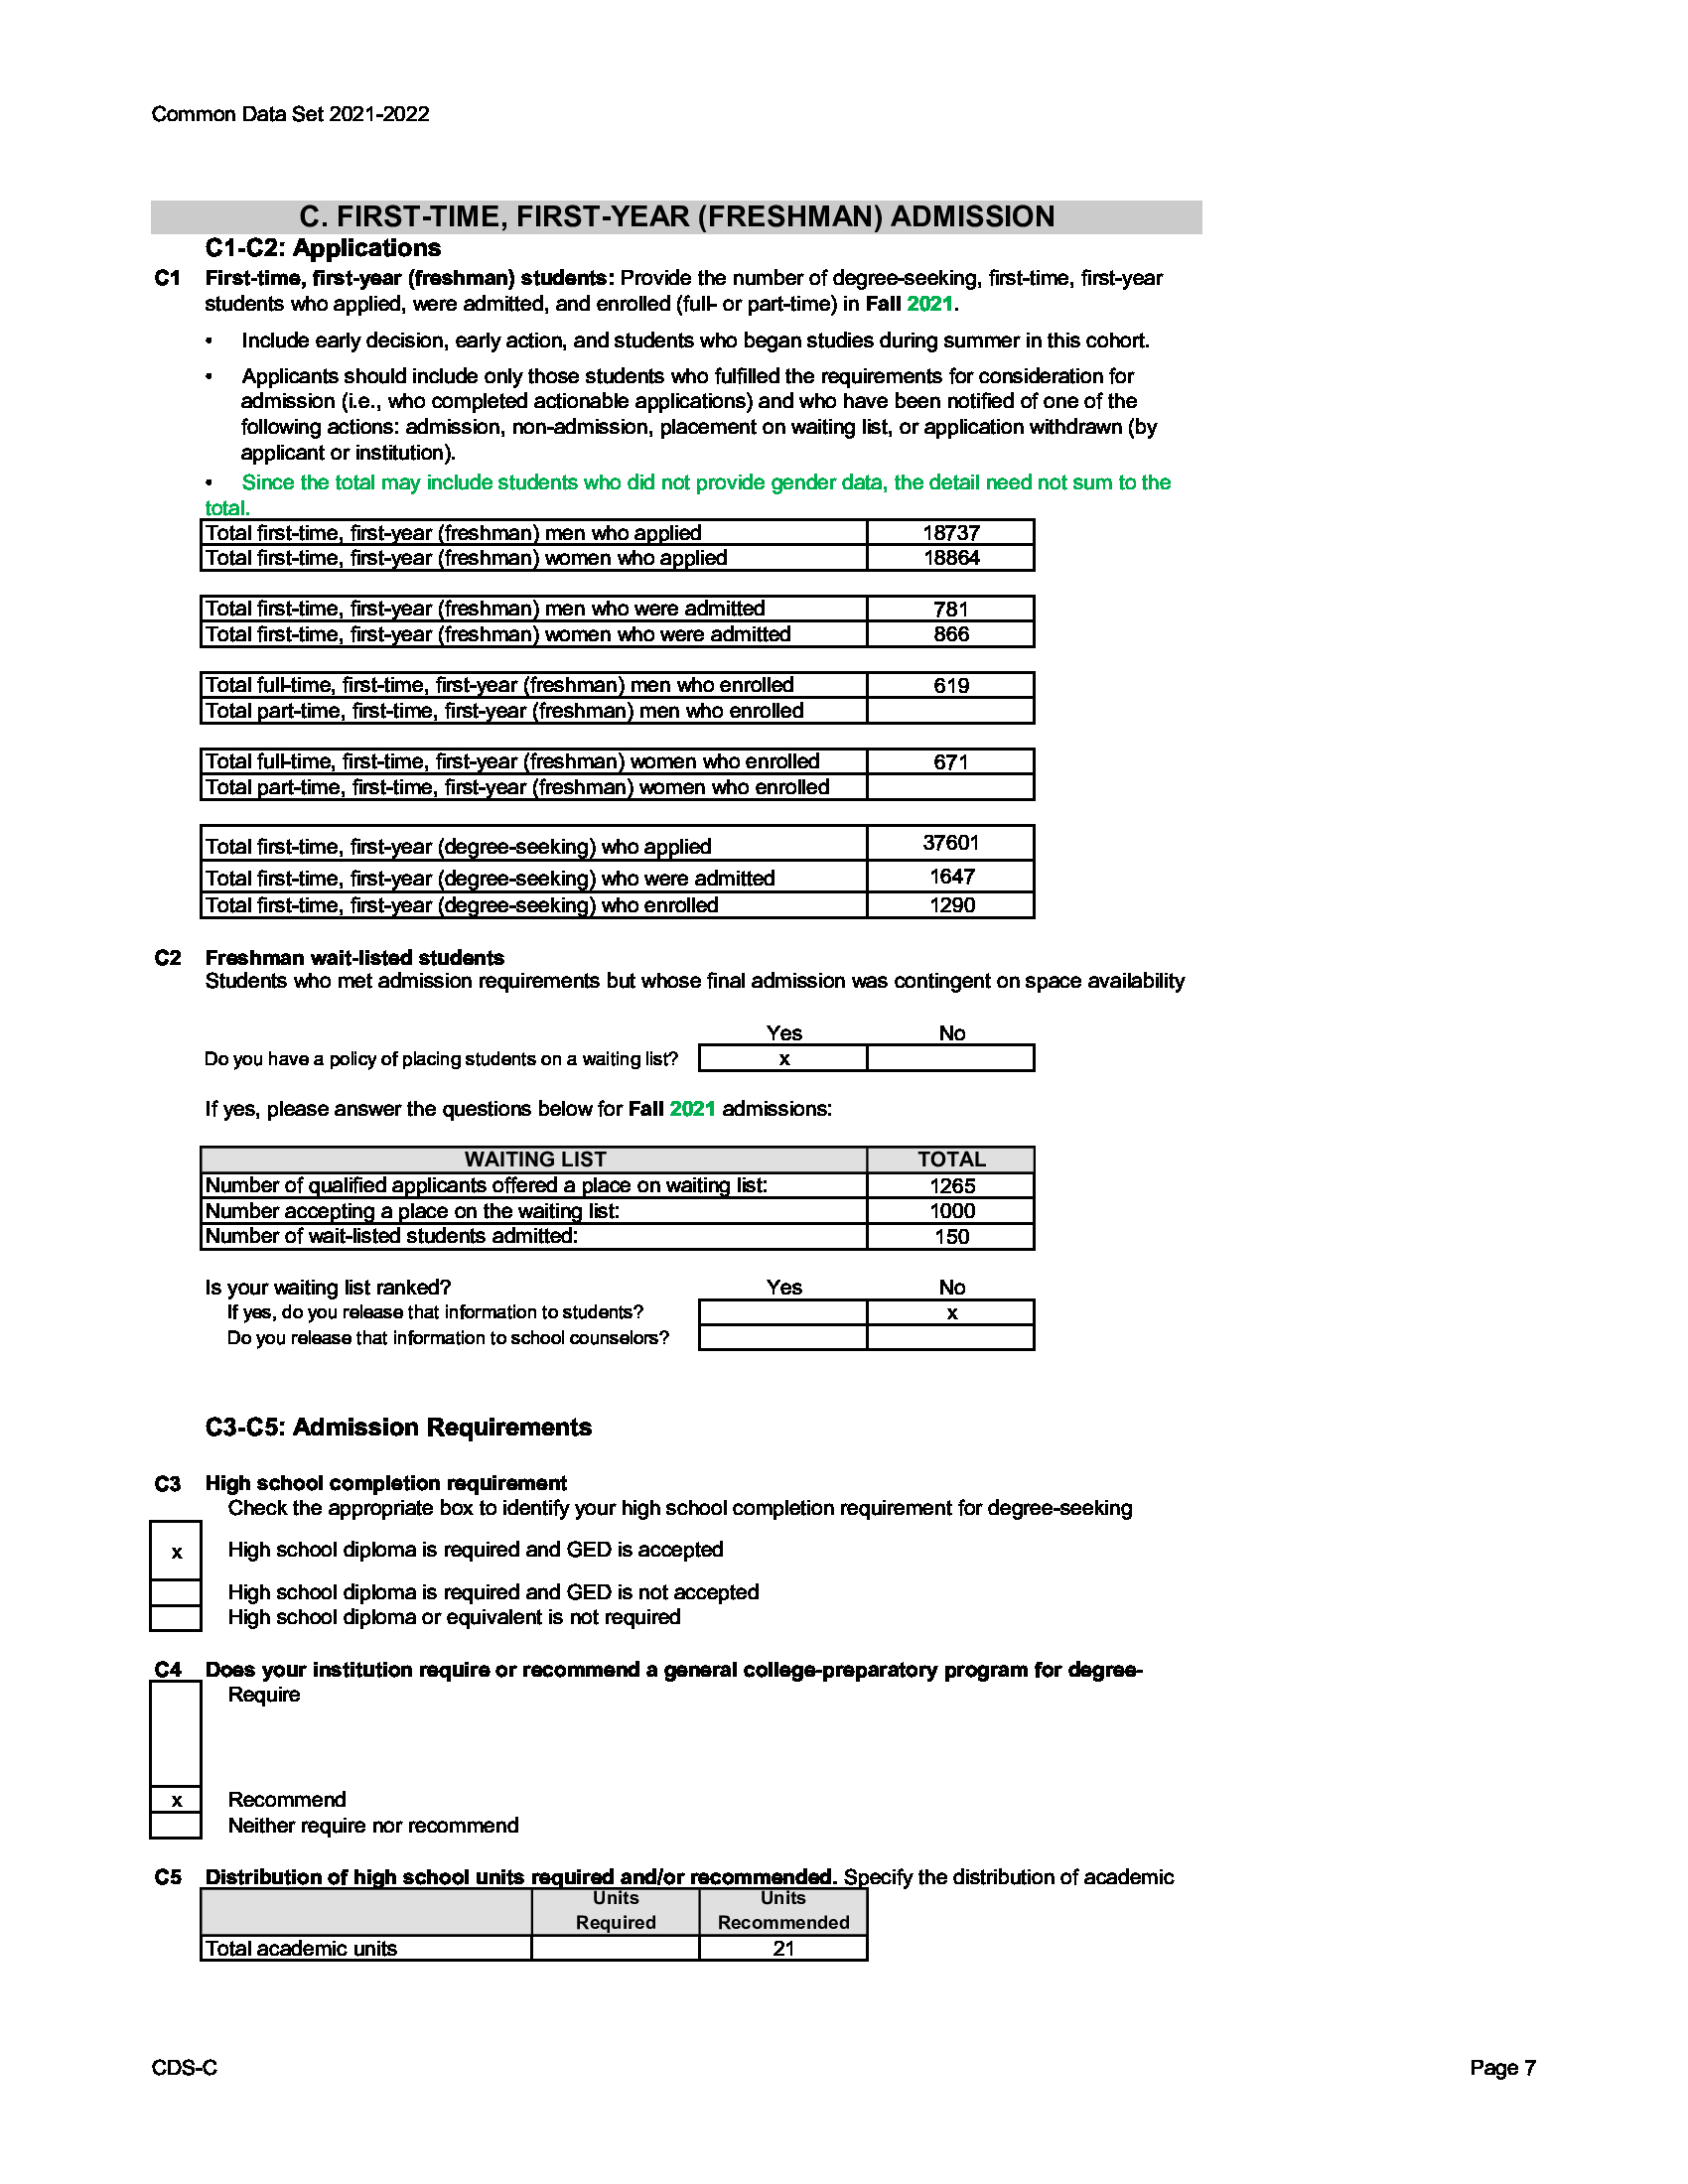 Common Data Set 2021-2022
C. FIRST-TIME, FIRST-YEAR (FRESHMAN) ADMISSION
C1-C2: Applications
C1 First-time, first-year (freshman) students: Provide the number of degree-seeking, first-time, first-year
students who applied, were admitted, and enrolled (full- or part-time) in Fall 2021.
• Include early decision, early action, and students who began studies during summer in this cohort.
• Applicants should include only those students who fulfilled the requirements for consideration for
admission (i.e., who completed actionable applications) and who have been notified of one of the
following actions: admission, non-admission, placement on waiting list, or application withdrawn (by
applicant or institution).
• Since the total may include students who did not provide gender data, the detail need not sum to the
total.
Total first-time, first-year (freshman) men who applied 18737
Total first-time, first-year (freshman) women who applied 18864
Total first-time, first-year (freshman) men who were admitted 781
Total first-time, first-year (freshman) women who were admitted 866
Total full-time, first-time, first-year (freshman) men who enrolled 619
Total part-time, first-time, first-year (freshman) men who enrolled
Total full-time, first-time, first-year (freshman) women who enrolled 671
Total part-time, first-time, first-year (freshman) women who enrolled
Total first-time, first-year (degree-seeking) who applied 37601
Total first-time, first-year (degree-seeking) who were admitted 1647
Total first-time, first-year (degree-seeking) who enrolled 1290
C2 Freshman wait-listed students
Students who met admission requirements but whose final admission was contingent on space availability
Yes No
Do you have a policy of placing students on a waiting list? x
If yes, please answer the questions below for Fall 2021 admissions:
WAITING LIST TOTAL
Number of qualified applicants offered a place on waiting list: 1265
Number accepting a place on the waiting list: 1000
Number of wait-listed students admitted: 150
Is your waiting list ranked? Yes No
If yes, do you release that information to students? x
Do you release that information to school counselors?
C3-C5: Admission Requirements
C3 High school completion requirement
Check the appropriate box to identify your high school completion requirement for degree-seeking
x High school diploma is required and GED is accepted
High school diploma is required and GED is not accepted
High school diploma or equivalent is not required
C4 Does your institution require or recommend a general college-preparatory program for degree-
Require
x Recommend
Neither require nor recommend
C5 Distribution of high school units required and/or recommended. Specify the distribution of academic
Units Units
Required Recommended
Total academic units 21
CDS-C Page 7